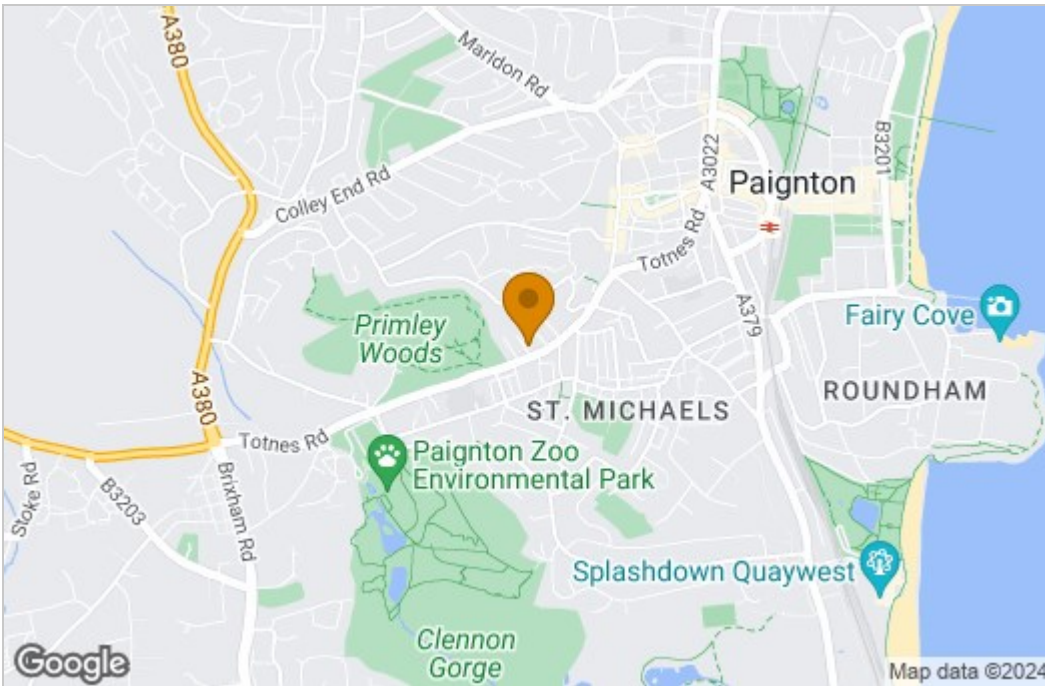 A380
Marldon Rd
A3022
B3201
Paignton
Colley End Rd
Totnes Rd
A379
Fairy Cove
Primley
Woods
ROUNDHAM
ST. MICHAELS
A380
Totnes Rd
Paignton Zoo
Environmental Park
Stoke Rd
B3203
Brixham Rd
Splashdown Quaywest
Clennon
Gorge
Google
Map data ©2024